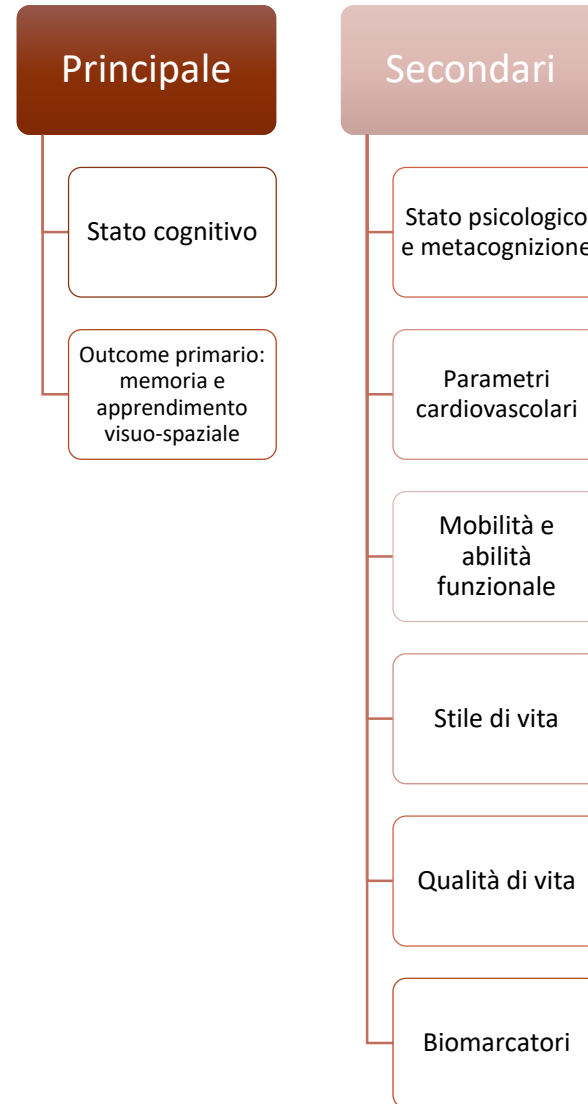 Principale
Stato cognitivo
Outcome primario:
memoria e
apprendimento
visuo-spaziale
Secondari
Stato psicologico
e metacognizione
Parametri
cardiovascolari
Mobilità e
abilità
funzionale
Stile di vita
Qualità di vita
Biomarcatori